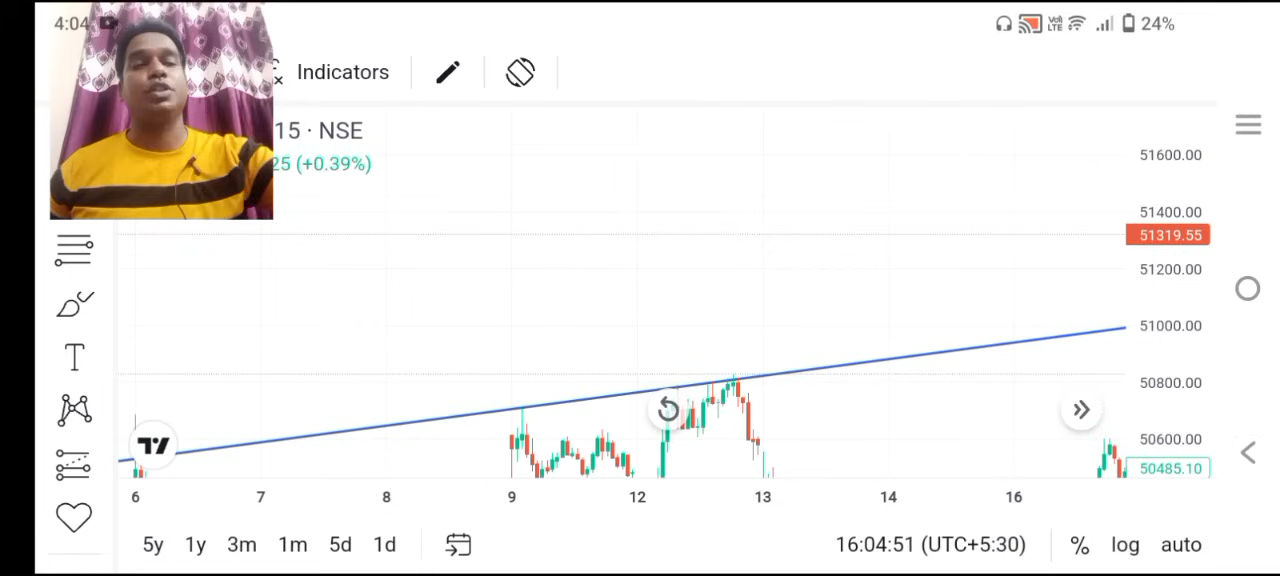 4:04
Vo) LTE 24%
Indicators
15 · NSE
25 (+0.39%)
51600.00
51400.00
51319.55
51200.00
51000.00
50800.00
50600.00
50485.10
T
6 7 8 9 12 13 14 16
5y 1y 3m 1m 5d 1d 16:04:51 (UTC+5:30) % log auto